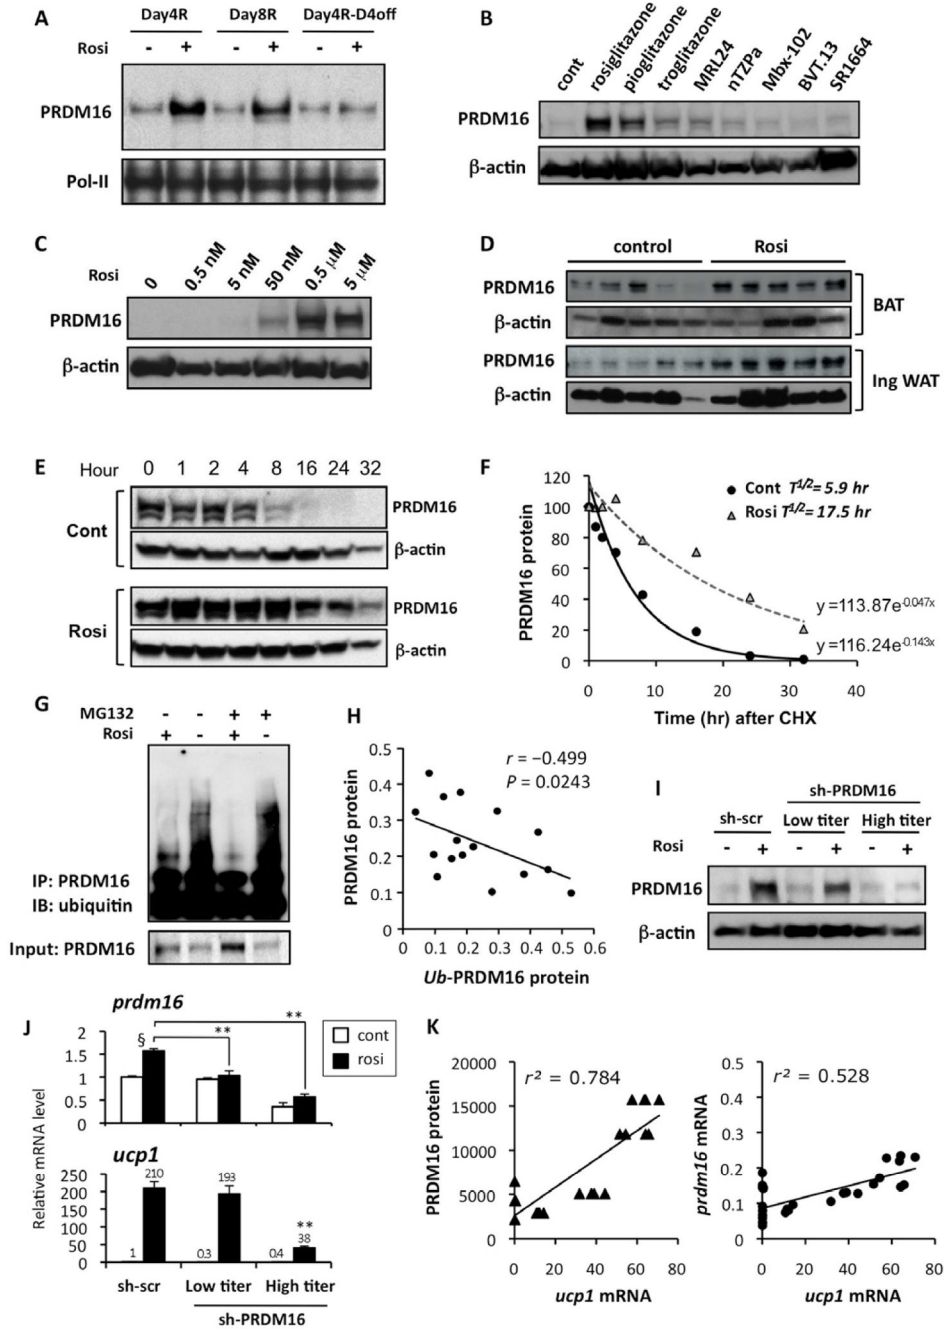 A
Day4R Day8R Day4R-D4off
Rosi - + - + - +
PRDM16
Pol-II
B
cont rosiglitazone pioglitazone troglitazone MRL24 nTZPa Mbx-102 BVT.13 SR1664
PRDM16
β-actin
C
Rosi 0 0.5 nM 5 nM 50 nM 0.5 μM 5 μM
PRDM16
β-actin
D
control Rosi
PRDM16
β-actin
BAT
PRDM16
β-actin
Ing WAT
E
Hour 0 1 2 4 8 16 24 32
Cont
PRDM16
β-actin
Rosi
PRDM16
β-actin
F
PRDM16 protein
120
100
80
60
40
20
0
0 10 20 30 40
Time (hr) after CHX
Cont T1/2= 5.9 hr
Rosi T1/2= 17.5 hr
y =113.87e-0.047x
y =116.24e-0.143x
G
MG132 - - + +
Rosi + - + -
IP: PRDM16
IB: ubiquitin
Input: PRDM16
H
PRDM16 protein
0.5
0.4
0.3
0.2
0.1
0
0 0.1 0.2 0.3 0.4 0.5 0.6
Ub-PRDM16 protein
r = −0.499
P = 0.0243
I
sh-PRDM16
sh-scr Low titer High titer
Rosi - + - + - +
PRDM16
β-actin
J
prdm16
Relative mRNA level
2
1.5
1
0.5
0
§
**
**
cont
rosi
ucp1
250
200
150
100
50
0
1 210 0.3 193 0.4 38
**
sh-scr Low titer High titer
sh-PRDM16
K
PRDM16 protein
20000
15000
10000
5000
0
0 20 40 60 80
ucp1 mRNA
r² = 0.784
prdm16 mRNA
0.5
0.4
0.3
0.2
0.1
0
0 20 40 60 80
ucp1 mRNA
r² = 0.528